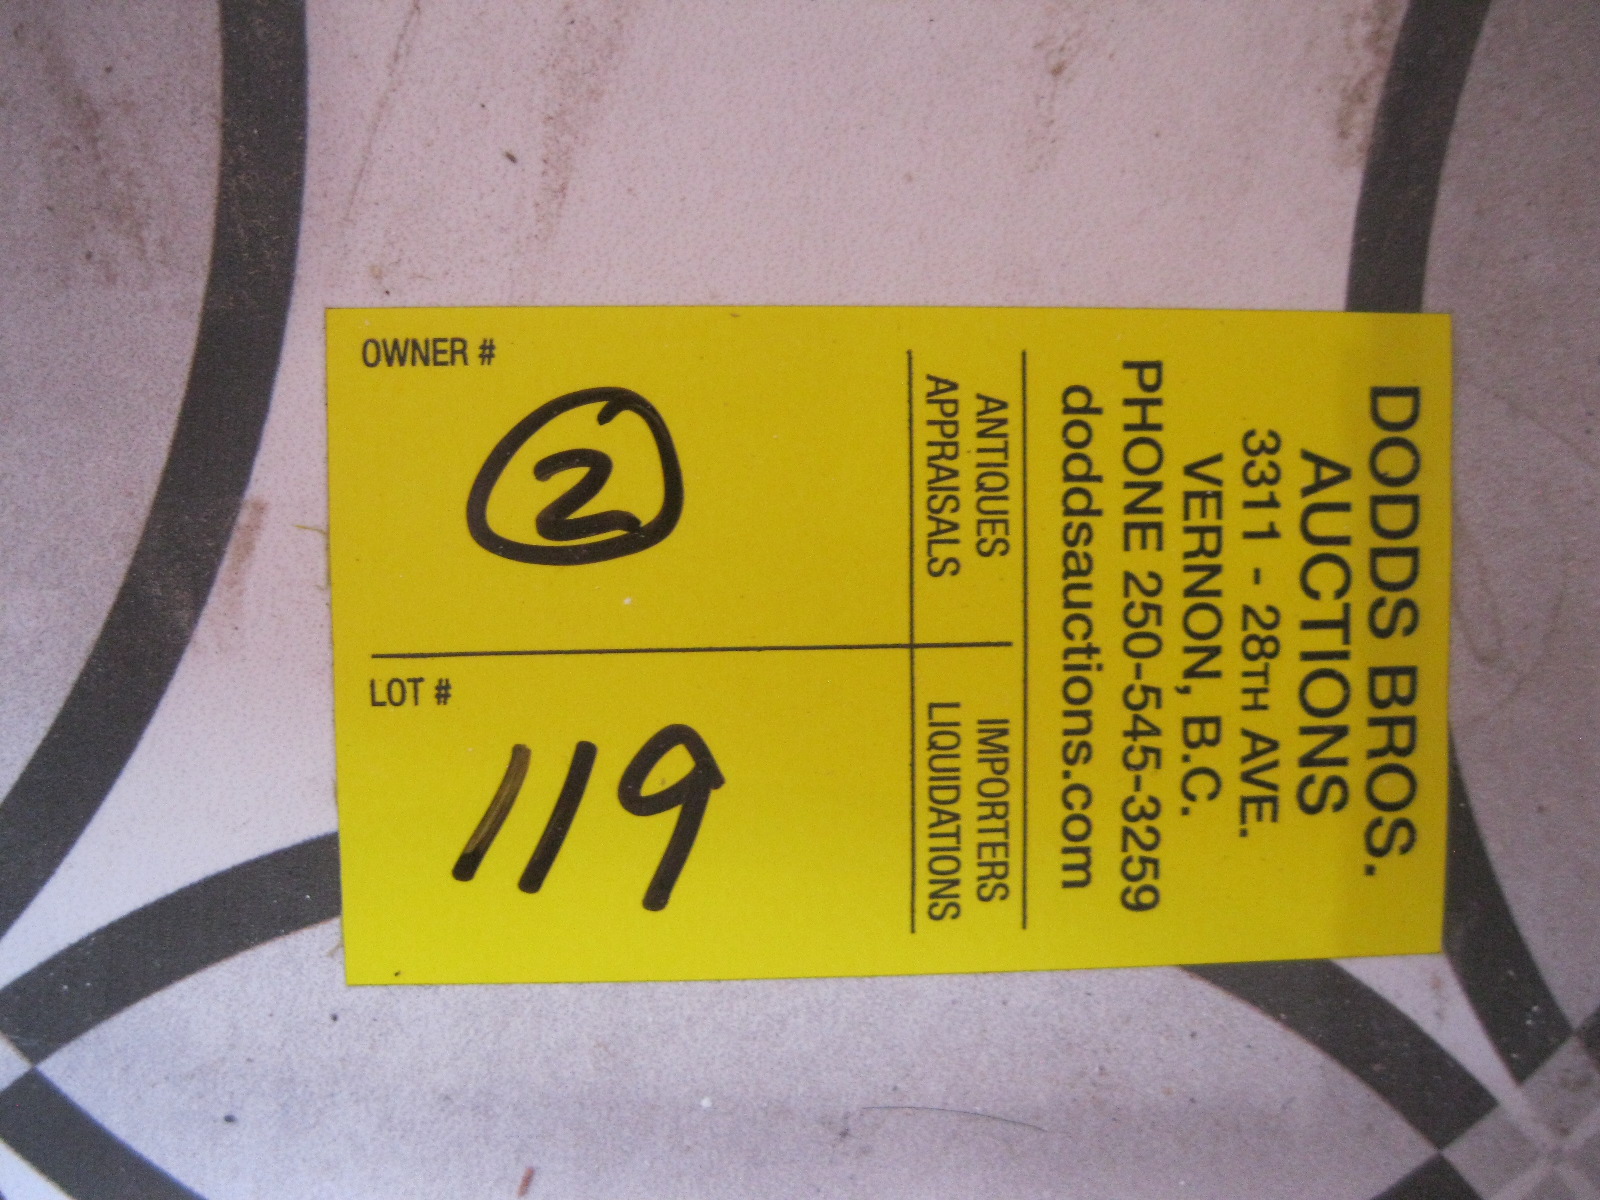 DODDS BROS.
AUCTIONS
3311 - 28TH AVE.
VERNON, B.C.
PHONE 250-545-3259
doddsauctions.com
ANTIQUES IMPORTERS
APPRAISALS LIQUIDATIONS
OWNER #
2
LOT #
119